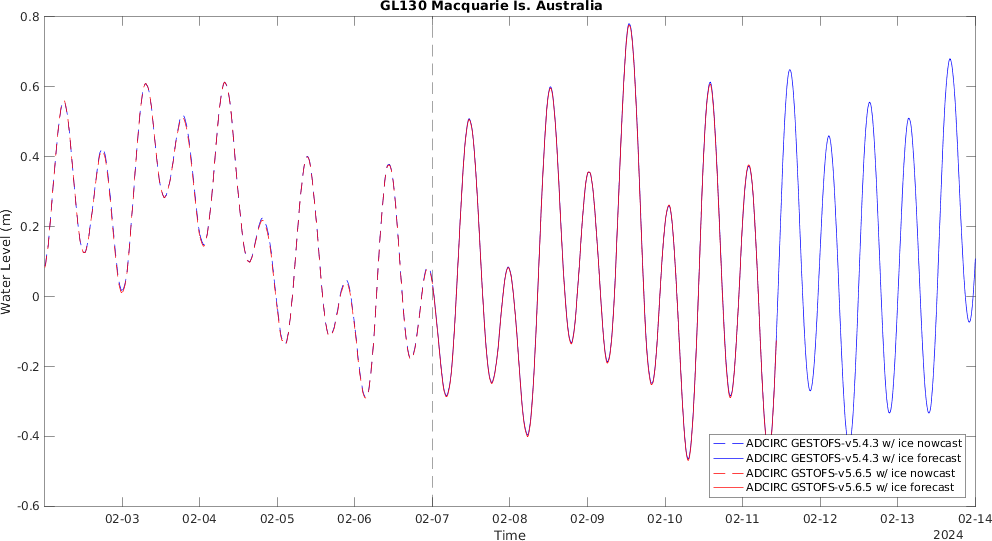 GL130 Macquarie Is. Australia
0.8
0.6
0.4
0.2
0
-0.2
-0.4
-0.6
Water Level (m)
ADCIRC GESTOFS-v5.4.3 w/ ice nowcast
ADCIRC GESTOFS-v5.4.3 w/ ice forecast
ADCIRC GSTOFS-v5.6.5 w/ ice nowcast
ADCIRC GSTOFS-v5.6.5 w/ ice forecast
02-03 02-04 02-05 02-06 02-07 02-08 02-09 02-10 02-11 02-12 02-13 02-14
Time
2024